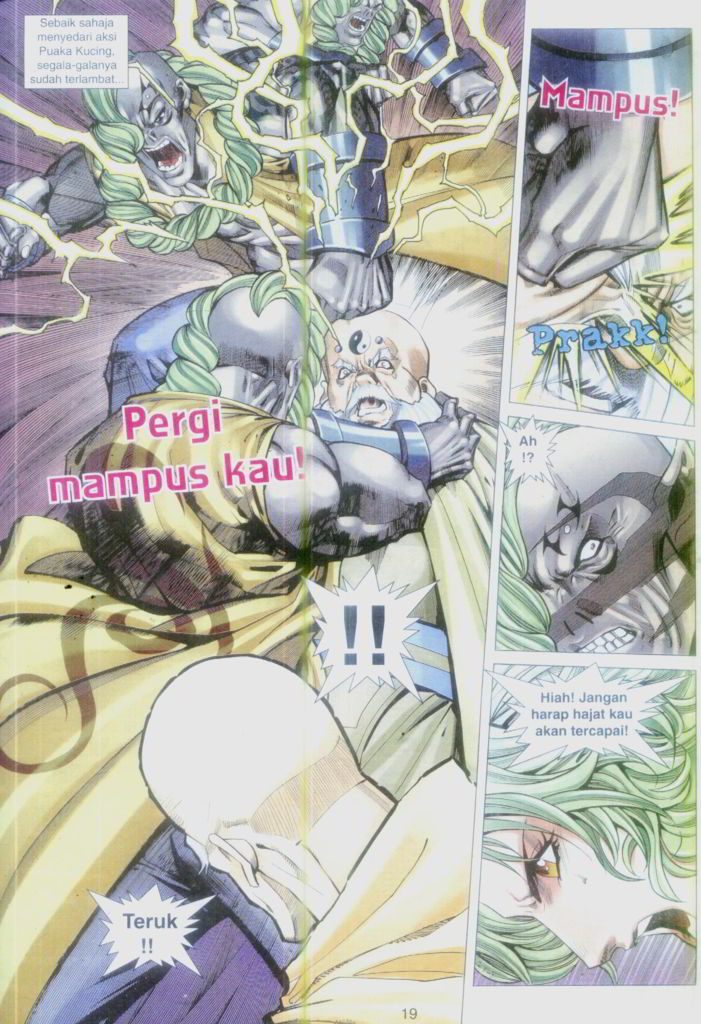 Sebaik sahaja
menyedari aksi
Puaka Kucing,
segala-galanya
sudah terlambat...
Pergi
mampus kau!
!!
Teruk
!!
Mampus!
Prakk!
Ah
!?
Hiah! Jangan
harap hajat kau
akan tercapai!
19